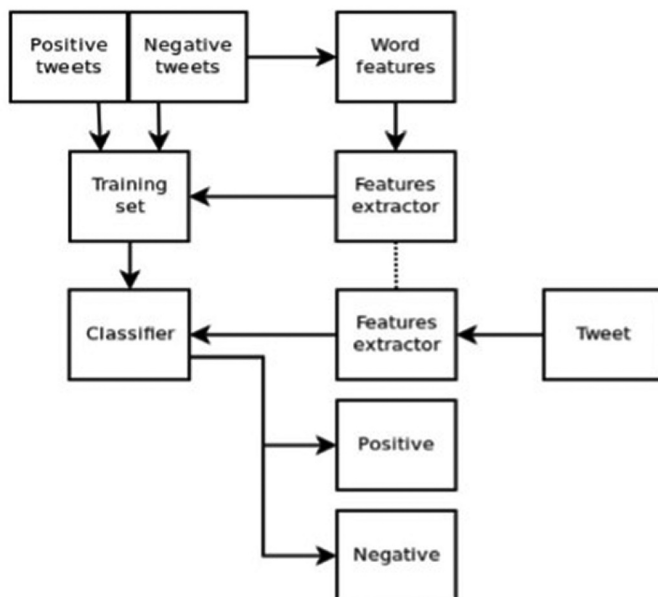 Positive
tweets
Negative
tweets
Word
features
Training
set
Features
extractor
Classifier
Features
extractor
Tweet
Positive
Negative